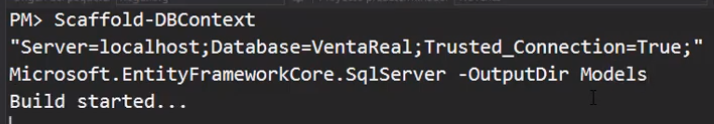 PM> Scaffold-DBContext
"Server=localhost;Database=VentaReal;Trusted_Connection=True;"
Microsoft.EntityFrameworkCore.SqlServer -OutputDir Models
Build started...